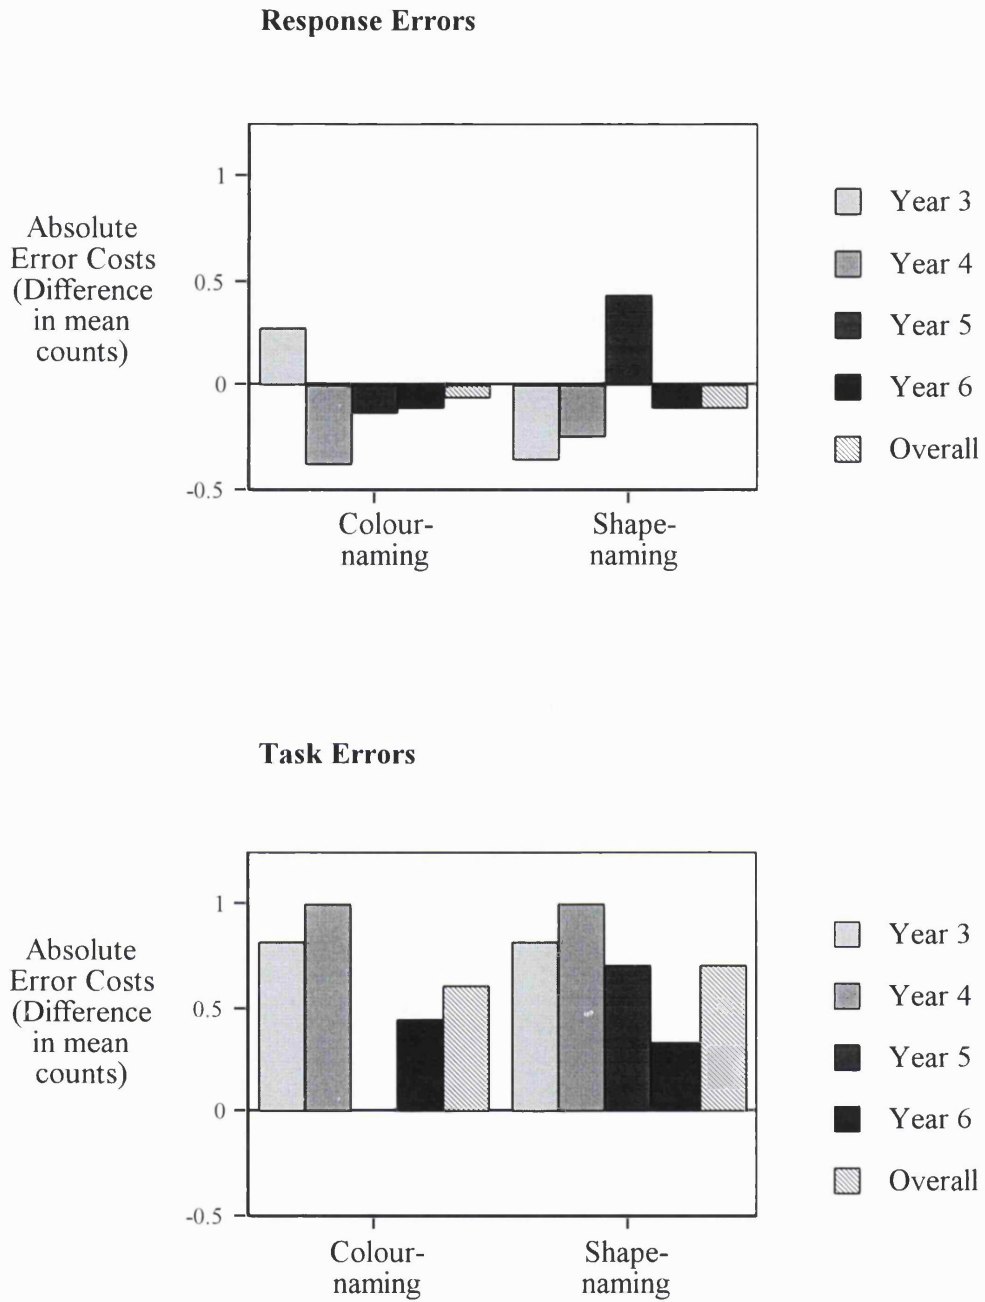 Response Errors
Absolute
Error Costs
(Difference
in mean
counts)
1
0.5
0
-0.5
Colour-
naming
Shape-
naming
Year 3
Year 4
Year 5
Year 6
Overall
Task Errors
Absolute
Error Costs
(Difference
in mean
counts)
1
0.5
0
-0.5
Colour-
naming
Shape-
naming
Year 3
Year 4
Year 5
Year 6
Overall